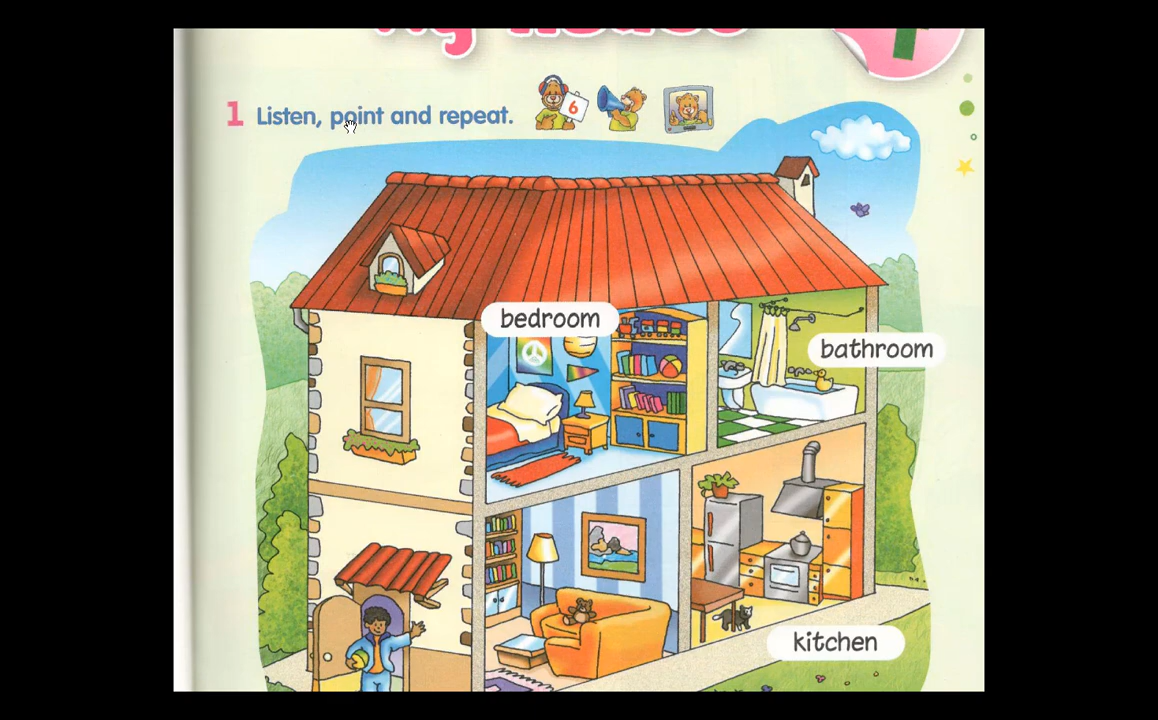 1 Listen, point and repeat.
6
bedroom
bathroom
kitchen